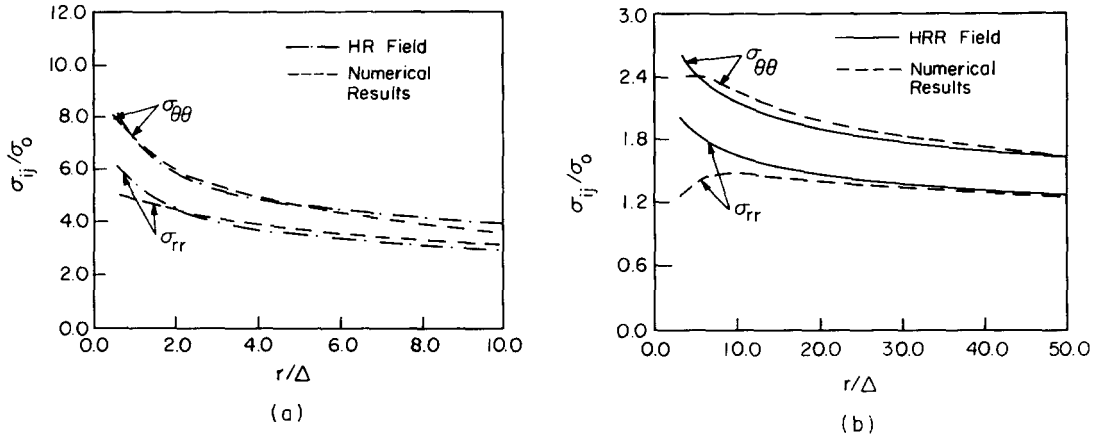 12.0
10.0
8.0
6.0
4.0
2.0
0.0
σij/σo
HR Field
Numerical
Results
σθθ
σrr
0.0 2.0 4.0 6.0 8.0 10.0
r/Δ
(a)
3.0
2.4
1.8
1.2
0.6
0.0
σij/σo
HRR Field
Numerical
Results
σθθ
σrr
0.0 10.0 20.0 30.0 40.0 50.0
r/Δ
(b)